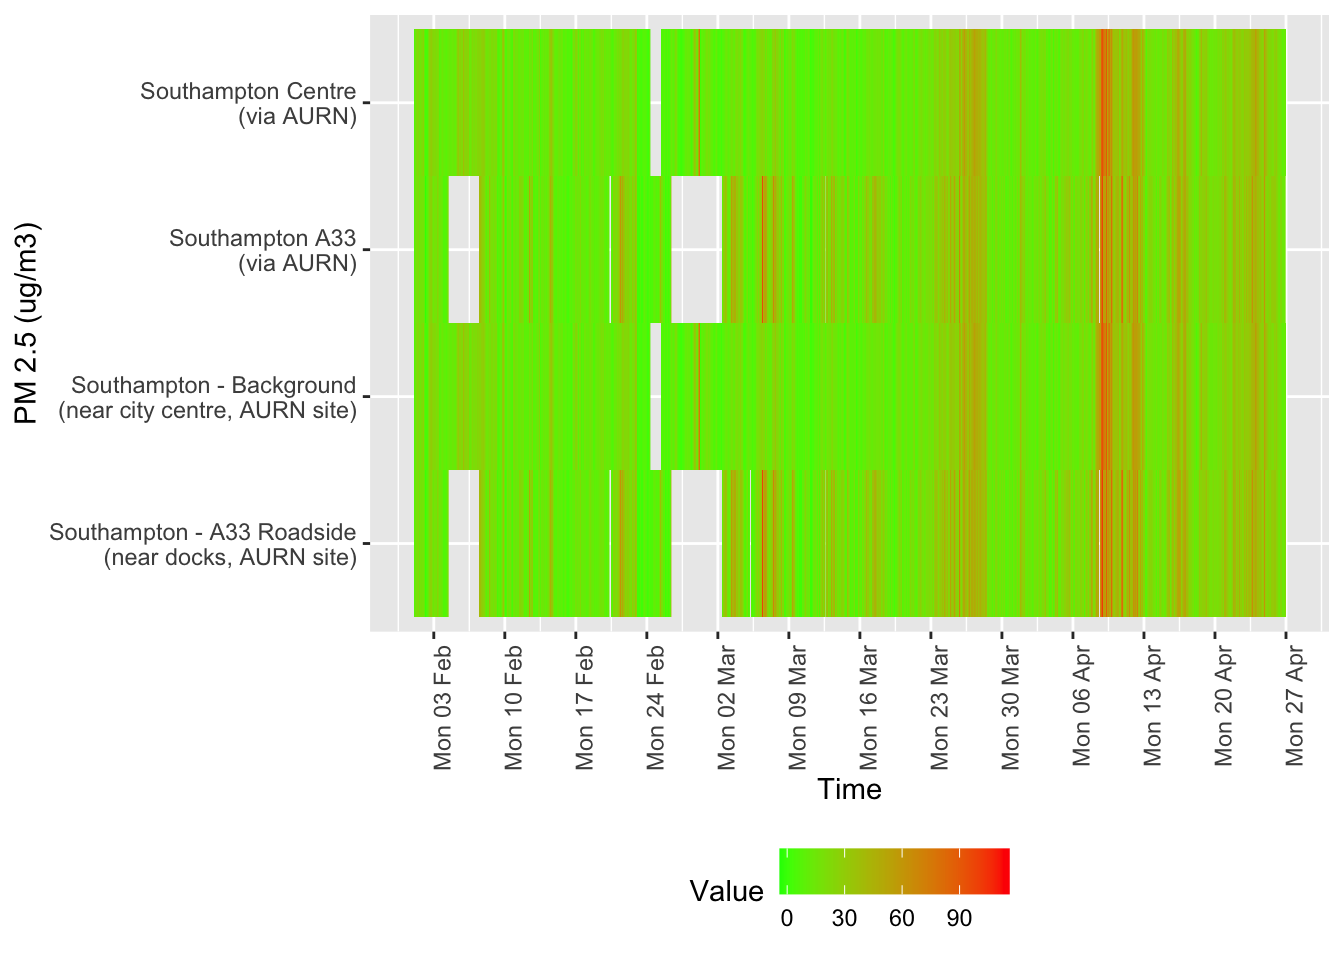 PM 2.5 (ug/m3)
Southampton Centre
(via AURN)
Southampton A33
(via AURN)
Southampton - Background
(near city centre, AURN site)
Southampton - A33 Roadside
(near docks, AURN site)
Mon 03 Feb
Mon 10 Feb
Mon 17 Feb
Mon 24 Feb
Mon 02 Mar
Mon 09 Mar
Mon 16 Mar
Mon 23 Mar
Mon 30 Mar
Mon 06 Apr
Mon 13 Apr
Mon 20 Apr
Mon 27 Apr
Time
Value
0 30 60 90